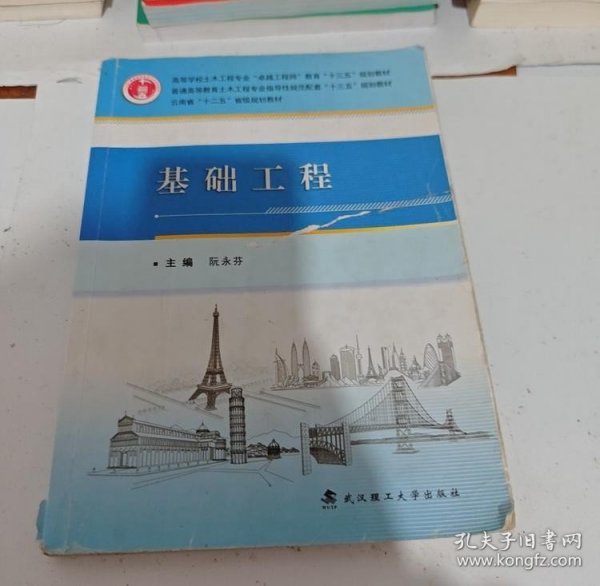 高等学校土木工程专业“卓越工程师”教育“十三五”规划教材
普通高等教育土木工程专业指导性规范配套“十三五”规划教材
云南省“十二五”省级规划教材
基础工程
主编 阮永芬
WUTP
武汉理工大学出版社
孔夫子旧书网
www.kongfz.com